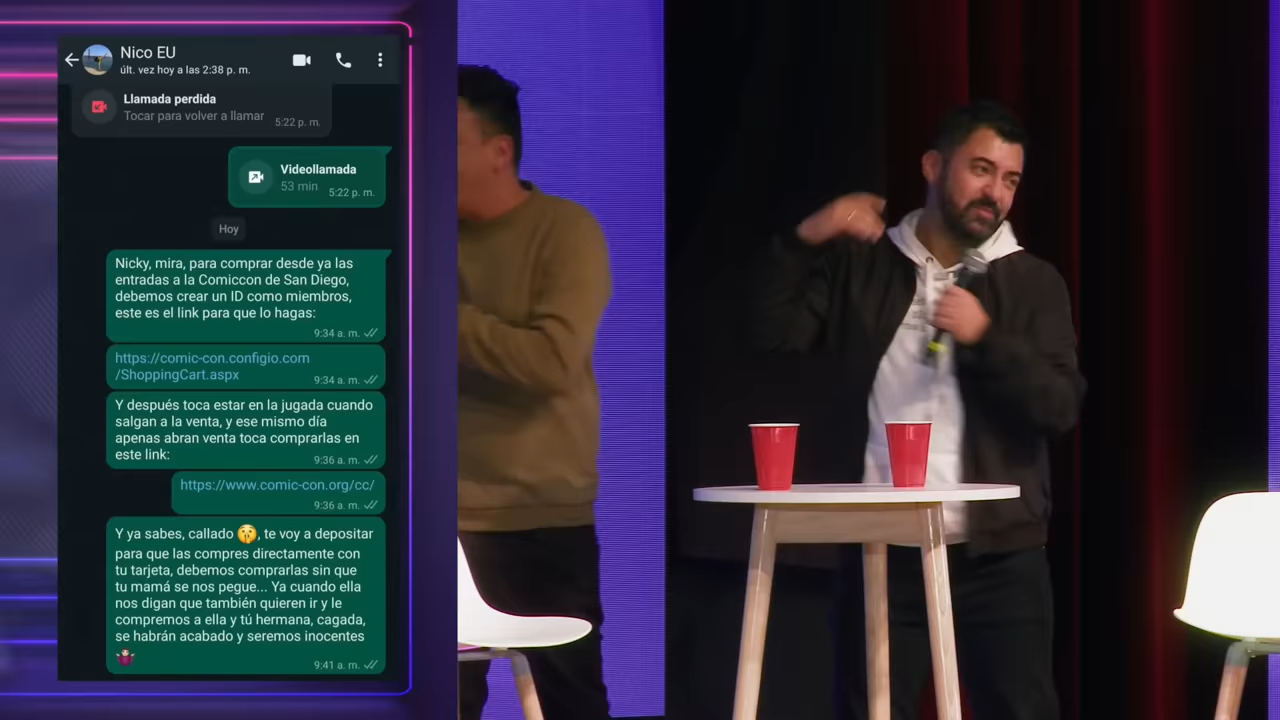 Nico EU
últ. vez hoy a las 2:38 p. m.
Llamada perdida
Tocar para volver a llamar
5:22 p. m.
Videollamada
53 min
5:22 p. m.
Hoy
Nicky, mira, para comprar desde ya las
entradas a la Comiccon de San Diego,
debemos crear un ID como miembros,
este es el link para que lo hagas:
9:34 a. m.
https://comic-con.configio.com
/ShoppingCart.aspx
9:34 a. m.
Y después toca estar en la jugada cuando
salgan a la venta, y ese mismo día
apenas abran venta toca comprarlas en
este link:
9:36 a. m.
https://www.comic-con.org/cc/
9:36 a. m.
Y ya sabes, callado 🤫, te voy a depositar
para que las compres directamente con
tu tarjeta, debemos comprarlas sin que
tu mamá se nos pegue... Ya cuando ella
nos digan que también quieren ir y le
compremos a ella y tú hermana, cagada,
se habrán acabado y seremos inocentes
🤷🏻‍♂️
9:41 a. m.